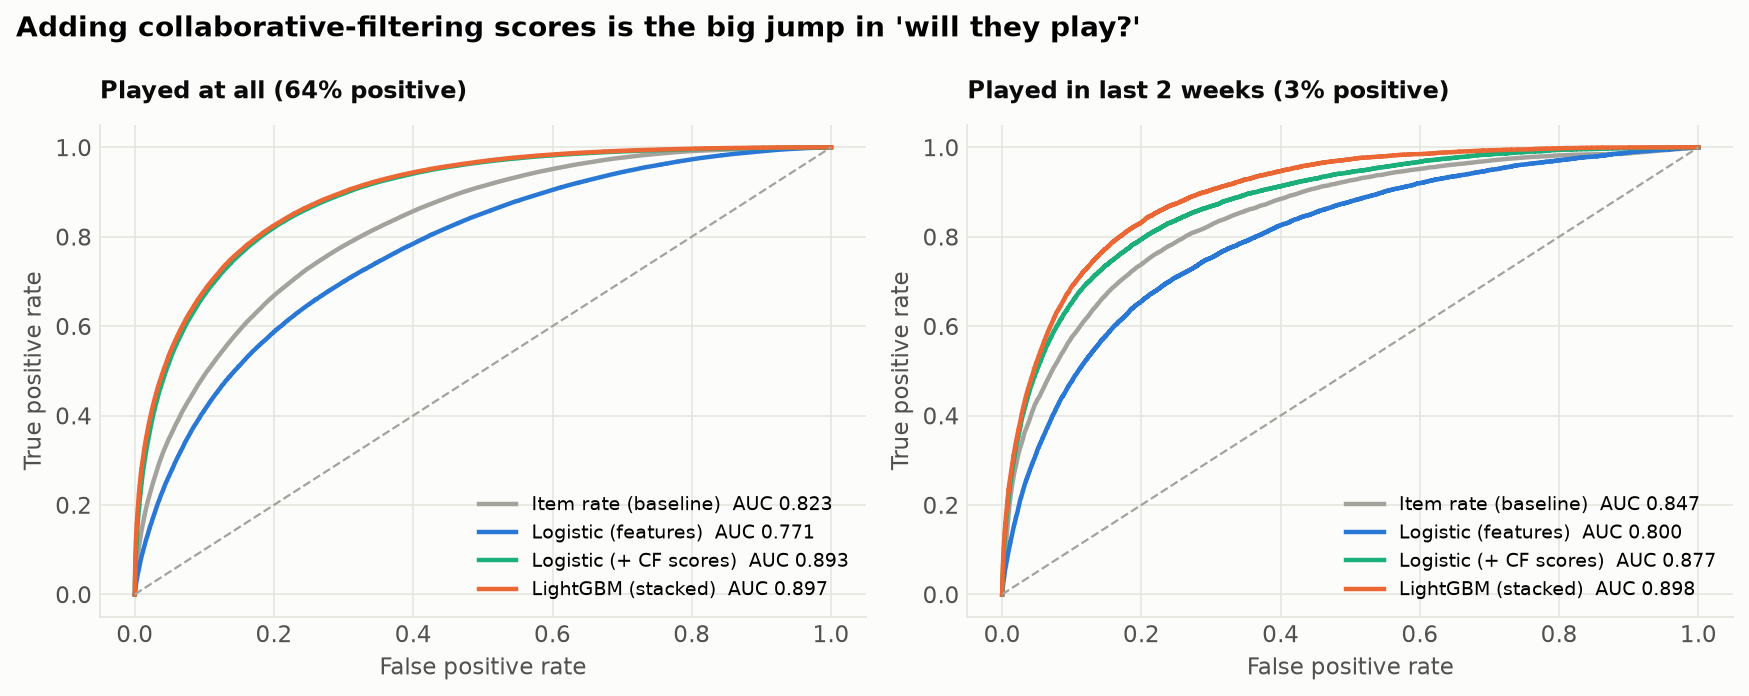 Adding collaborative-filtering scores is the big jump in 'will they play?'
Played at all (64% positive)
True positive rate
1.0
0.8
0.6
0.4
0.2
0.0
Item rate (baseline)  AUC 0.823
Logistic (features)  AUC 0.771
Logistic (+ CF scores)  AUC 0.893
LightGBM (stacked)  AUC 0.897
0.0 0.2 0.4 0.6 0.8 1.0
False positive rate
Played in last 2 weeks (3% positive)
True positive rate
1.0
0.8
0.6
0.4
0.2
0.0
Item rate (baseline)  AUC 0.847
Logistic (features)  AUC 0.800
Logistic (+ CF scores)  AUC 0.877
LightGBM (stacked)  AUC 0.898
0.0 0.2 0.4 0.6 0.8 1.0
False positive rate